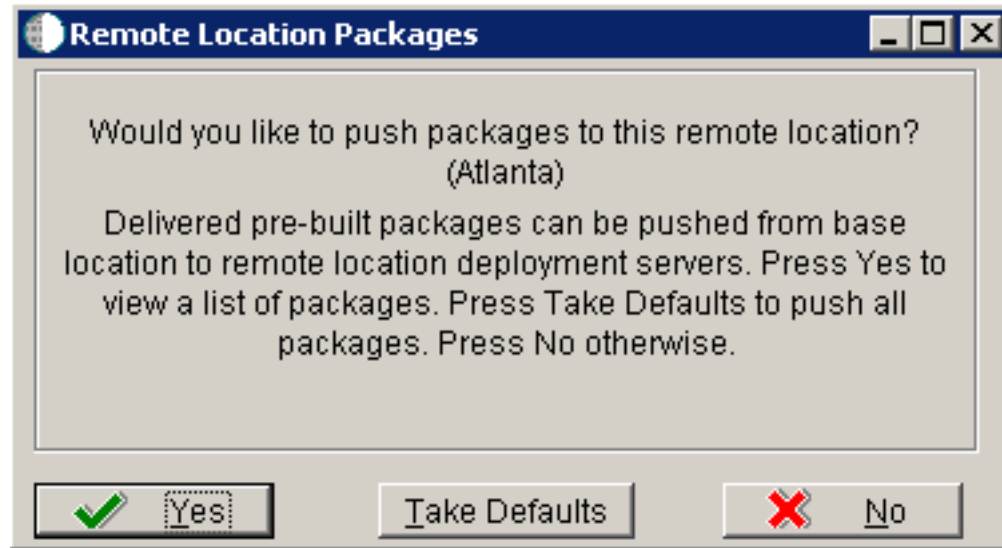 Remote Location Packages
Would you like to push packages to this remote location?
(Atlanta)
Delivered pre-built packages can be pushed from base
location to remote location deployment servers. Press Yes to
view a list of packages. Press Take Defaults to push all
packages. Press No otherwise.
Yes
Take Defaults
No